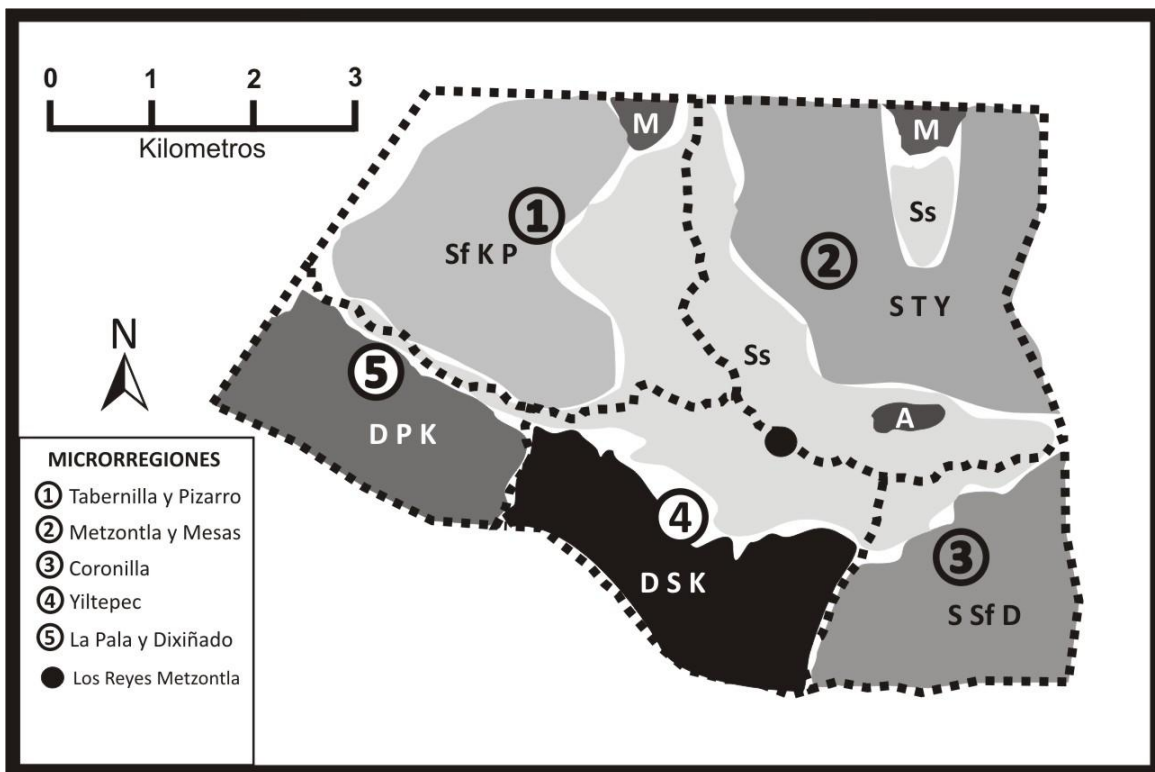 0 1 2 3
Kilometros
M
M
1
Sf K P
Ss
2
S T Y
N
5
Ss
D P K
A
4
D S K
3
S Sf D
MICRORREGIONES
1 Tabernilla y Pizarro
2 Metzontla y Mesas
3 Coronilla
4 Yiltepec
5 La Pala y Dixiñado
Los Reyes Metzontla